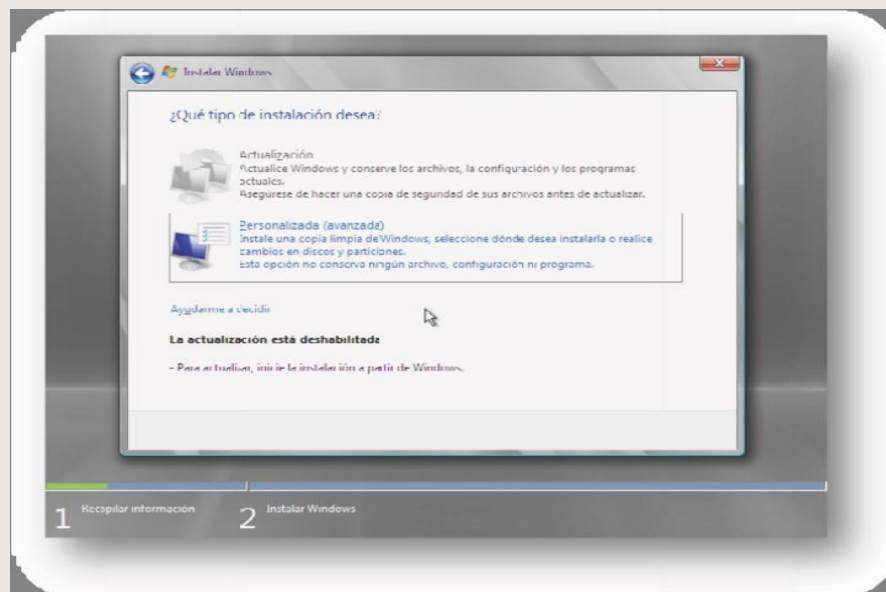 Instalar Windows
¿Qué tipo de instalación desea?
Actualización
Actualice Windows y conserve los archivos, la configuración y los programas
actuales.
Asegúrese de hacer una copia de seguridad de sus archivos antes de actualizar.
Personalizada (avanzada)
Instale una copia limpia de Windows, seleccione dónde desea instalarla o realice
cambios en discos y particiones.
Esta opción no conserva ningún archivo, configuración ni programa.
Ayudarme a decidir
La actualización está deshabilitada
- Para actualizar, inicie la instalación a partir de Windows.
1 Recopilar información
2 Instalar Windows